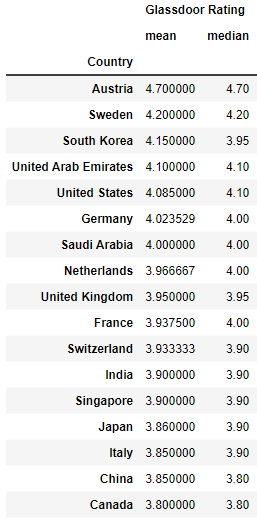 Glassdoor Rating
mean median
Country
Austria 4.700000 4.70
Sweden 4.200000 4.20
South Korea 4.150000 3.95
United Arab Emirates 4.100000 4.10
United States 4.085000 4.10
Germany 4.023529 4.00
Saudi Arabia 4.000000 4.00
Netherlands 3.966667 4.00
United Kingdom 3.950000 3.95
France 3.937500 4.00
Switzerland 3.933333 3.90
India 3.900000 3.90
Singapore 3.900000 3.90
Japan 3.860000 3.90
Italy 3.850000 3.90
China 3.850000 3.80
Canada 3.800000 3.80